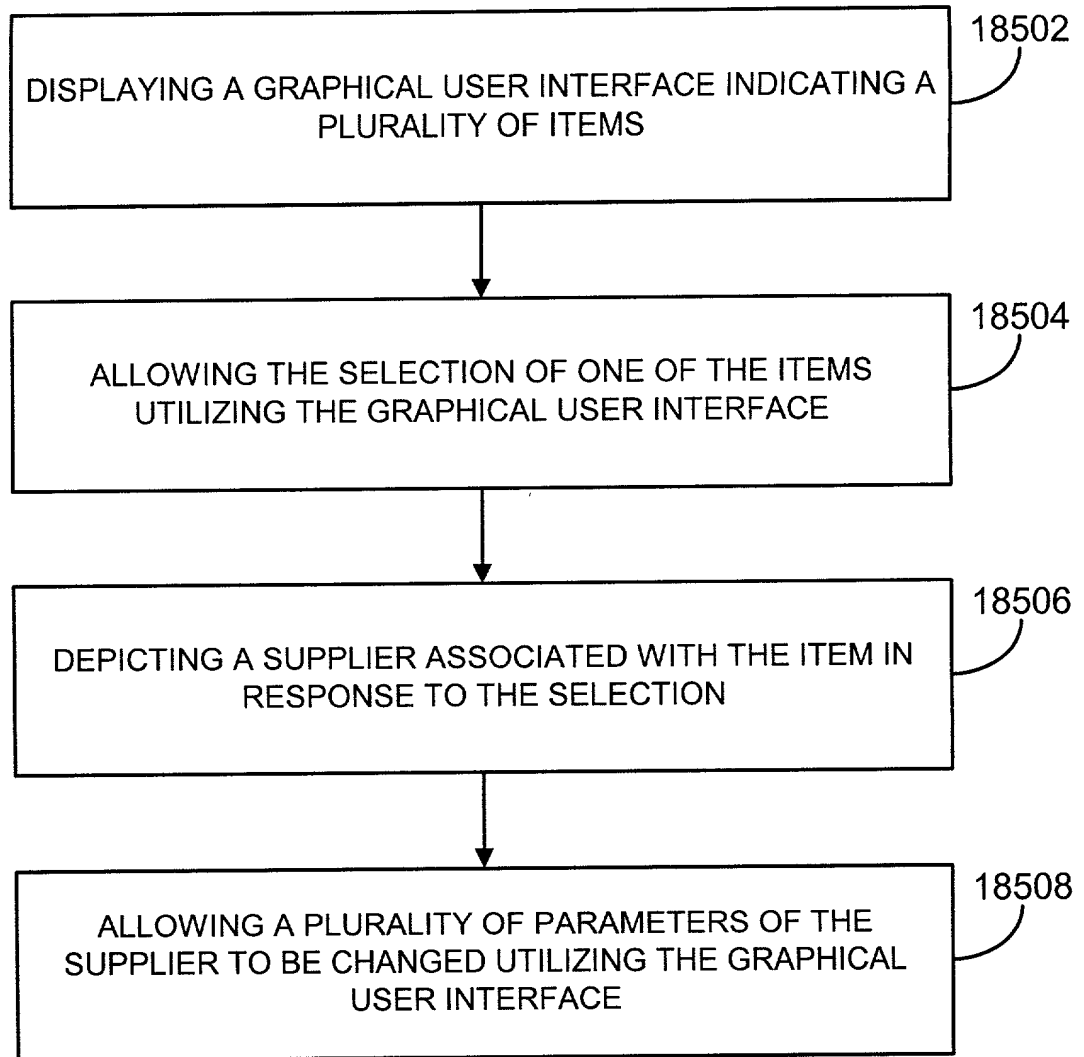 18502
DISPLAYING A GRAPHICAL USER INTERFACE INDICATING A
PLURALITY OF ITEMS
18504
ALLOWING THE SELECTION OF ONE OF THE ITEMS
UTILIZING THE GRAPHICAL USER INTERFACE
18506
DEPICTING A SUPPLIER ASSOCIATED WITH THE ITEM IN
RESPONSE TO THE SELECTION
18508
ALLOWING A PLURALITY OF PARAMETERS OF THE
SUPPLIER TO BE CHANGED UTILIZING THE GRAPHICAL
USER INTERFACE